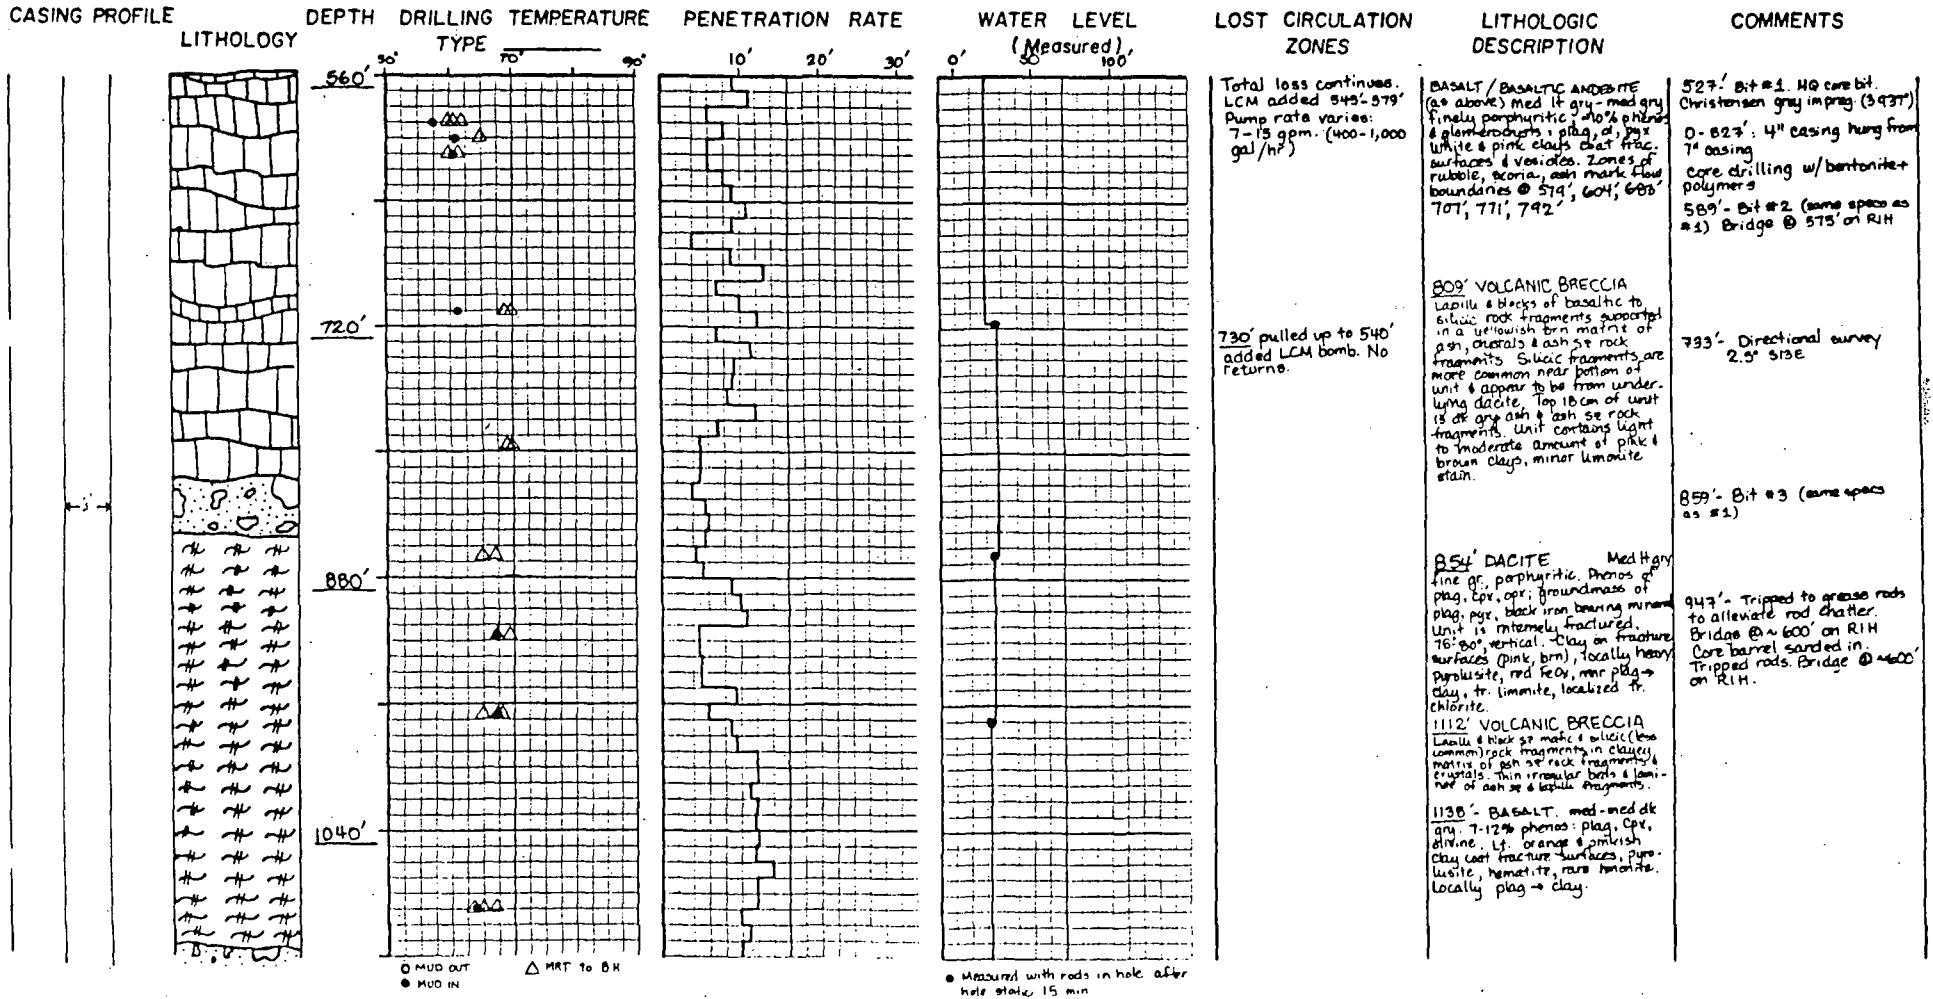 CASING PROFILE
LITHOLOGY
DEPTH
DRILLING TEMPERATURE
TYPE
50° 70° 90°
PENETRATION RATE
10' 20' 30'
WATER LEVEL
(Measured)
0' 50' 100'
LOST CIRCULATION
ZONES
LITHOLOGIC
DESCRIPTION
COMMENTS
560'
720'
880'
1040'
5"
O MUD OUT
● MUD IN
△ MRT to BH
● Measured with rods in hole after
hole static 15 min
Total loss continues.
LCM added 545'-579'
Pump rate varies:
7-15 gpm. (400-1,000
gal/hr)
730' pulled up to 540'
added LCM bomb. No
returns.
BASALT / BASALTIC ANDESITE
(as above) med lt gry - med gry
finely porphyritic, ~10% phenos
& glomerocrysts: plag, ol, pyx
White & pink clays coat frac.
surfaces & vesicles. Zones of
rubble, scoria, ash mark flow
boundaries @ 579', 604', 683'
707', 771', 792'
809' VOLCANIC BRECCIA
Lapilli & blocks of basaltic to
silicic rock fragments supported
in a yellowish brn matrix of
ash, crystals & ash sz rock
fragments. Silicic fragments are
more common near bottom of
unit & appear to be from under-
lying dacite. Top 18 cm of unit
is dk gry ash & ash sz rock
fragments. Unit contains light
to moderate amount of pink &
brown clays, minor limonite
stain.
854' DACITE Med lt gry
fine gr., porphyritic. Phenos of
plag, cpx, opx; groundmass of
plag, pyx, black iron bearing mineral
Unit is intensely fractured,
75°-80°, vertical. Clay on fracture
surfaces (pink, brn), locally heavy
pyrolusite, red FeOx, mnr plag→
clay, tr. limonite, localized tr.
chlorite.
1112' VOLCANIC BRECCIA
Lapilli & block sz mafic & silicic (less
common) rock fragments in clayey
matrix of ash sz rock fragments &
crystals. Thin irregular beds & lami-
nae of ash sz & lapilli fragments.
1138' - BASALT. med-med dk
gry. 7-12% phenos: plag, cpx,
olivine. Lt. orange & pinkish
clay coat fracture surfaces, pyro-
lusite, hematite, rare limonite.
Locally plag → clay.
527'- Bit #1. HQ core bit.
Christensen gray impreg. (3.937")
0-527': 4" casing hung from
7" casing
core drilling w/ bentonite+
polymers
589'- Bit #2 (same specs as
#1) Bridge @ 575' on RIH
733'- Directional survey
2.5° S13E
859'- Bit #3 (same specs
as #1)
947'- Tripped to grease rods
to alleviate rod chatter.
Bridge @ ~600' on RIH
Core barrel sanded in.
Tripped rods. Bridge @ ~600'
on RIH.